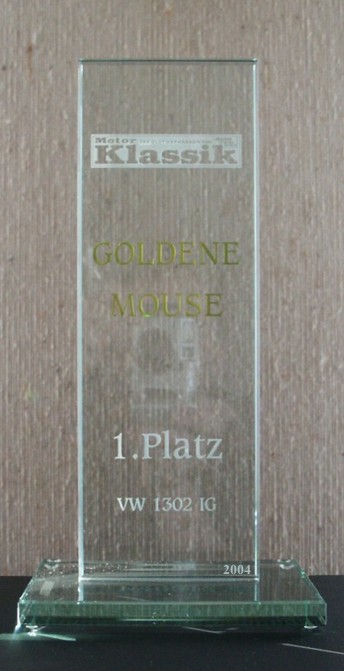 Motor
Klassik
GOLDENE
MOUSE
1.Platz
VW 1302 IG
2004